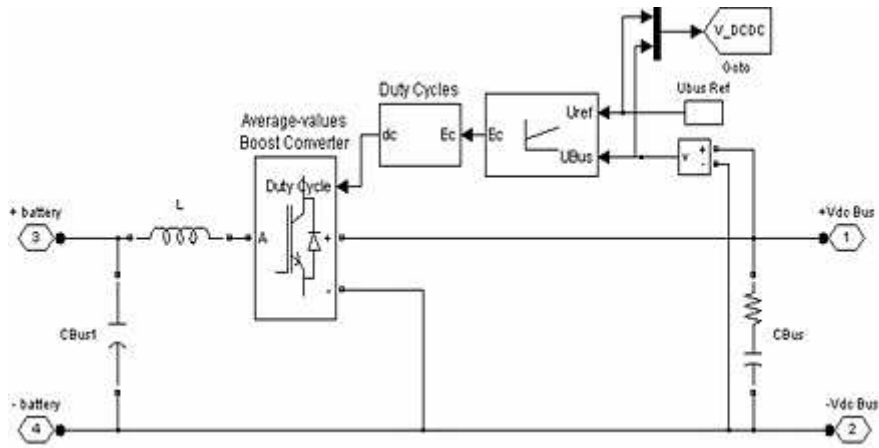 V_DCDC
Goto
Duty Cycles
Ubus Ref
Average-values
Boost Converter
dc
Ec
Ec
Uref
UBus
v
+
-
Duty Cycle
+ battery
3
L
A
+
-
+Vdc Bus
1
CBus1
CBus
- battery
4
-Vdc Bus
2